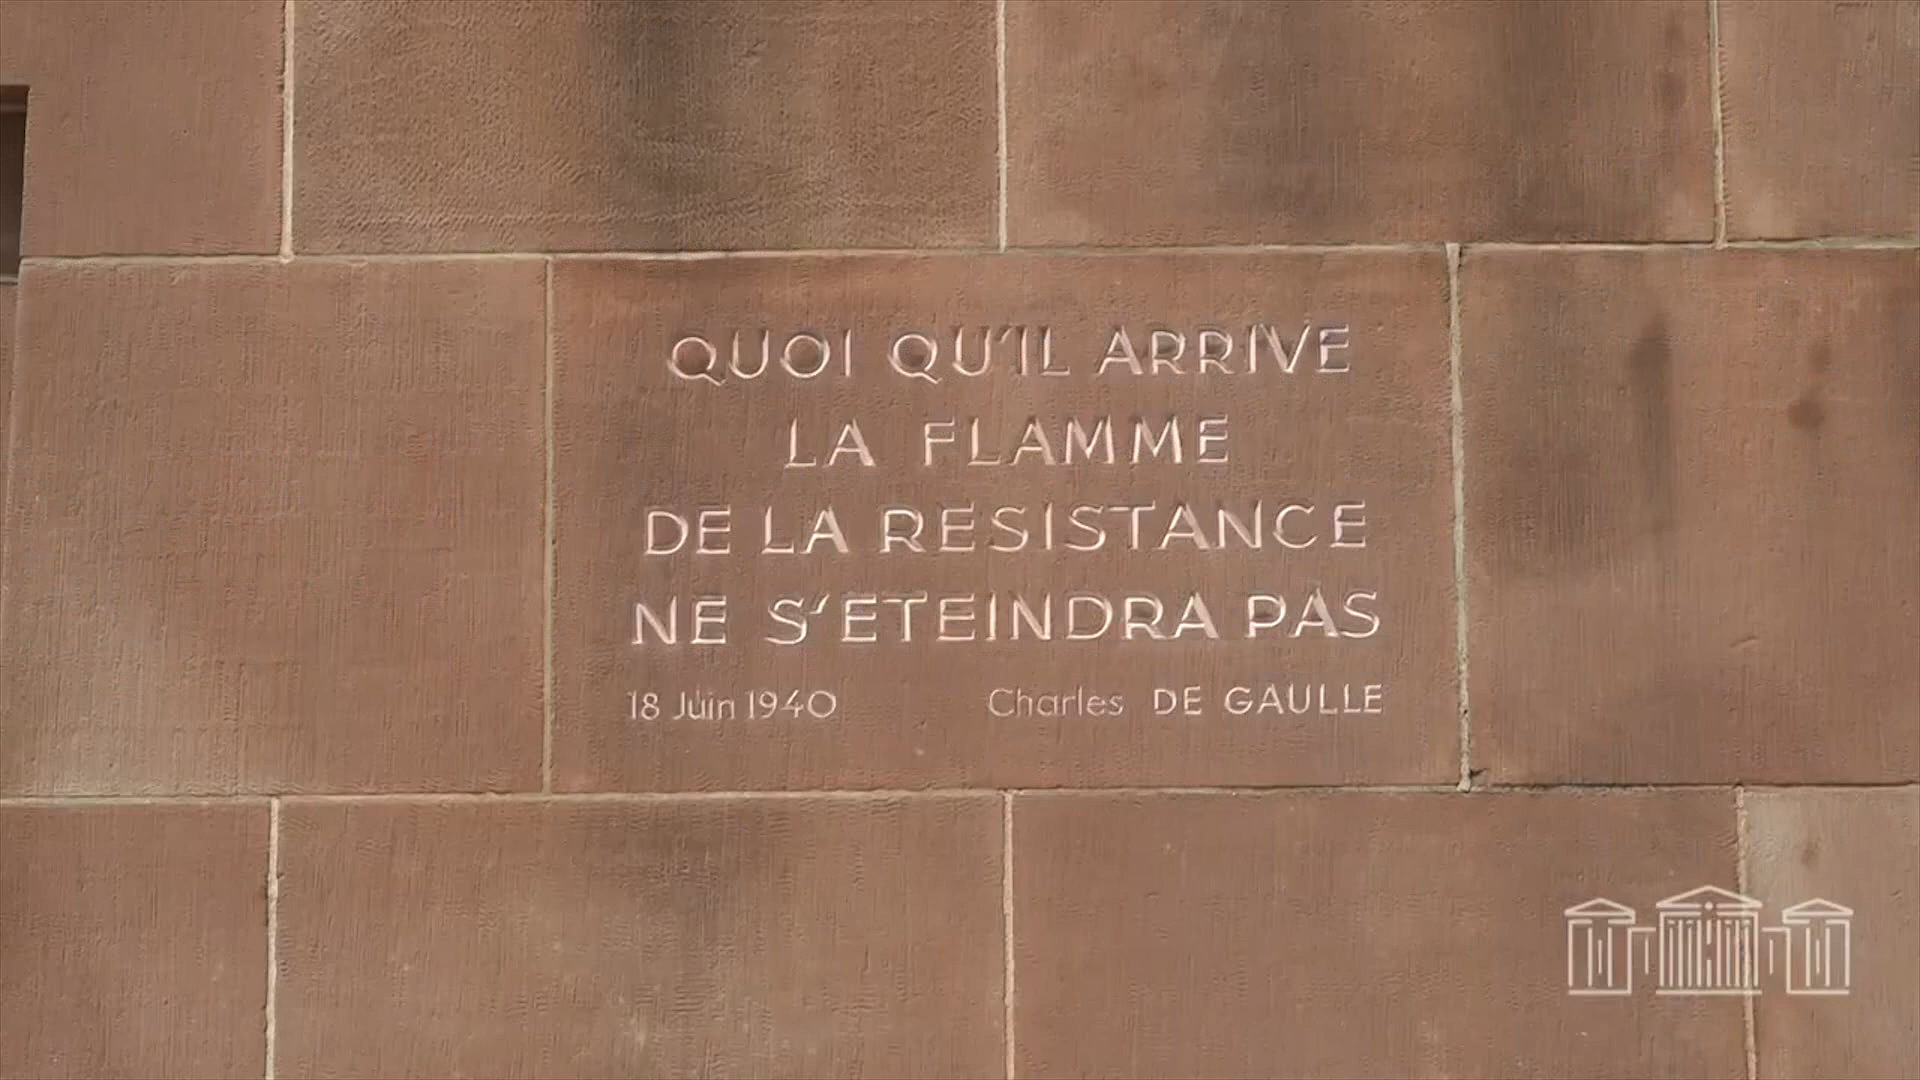 QUOI QU'IL ARRIVE
LA FLAMME
DE LA RESISTANCE
NE S'ETEINDRA PAS
18 Juin 1940 Charles DE GAULLE